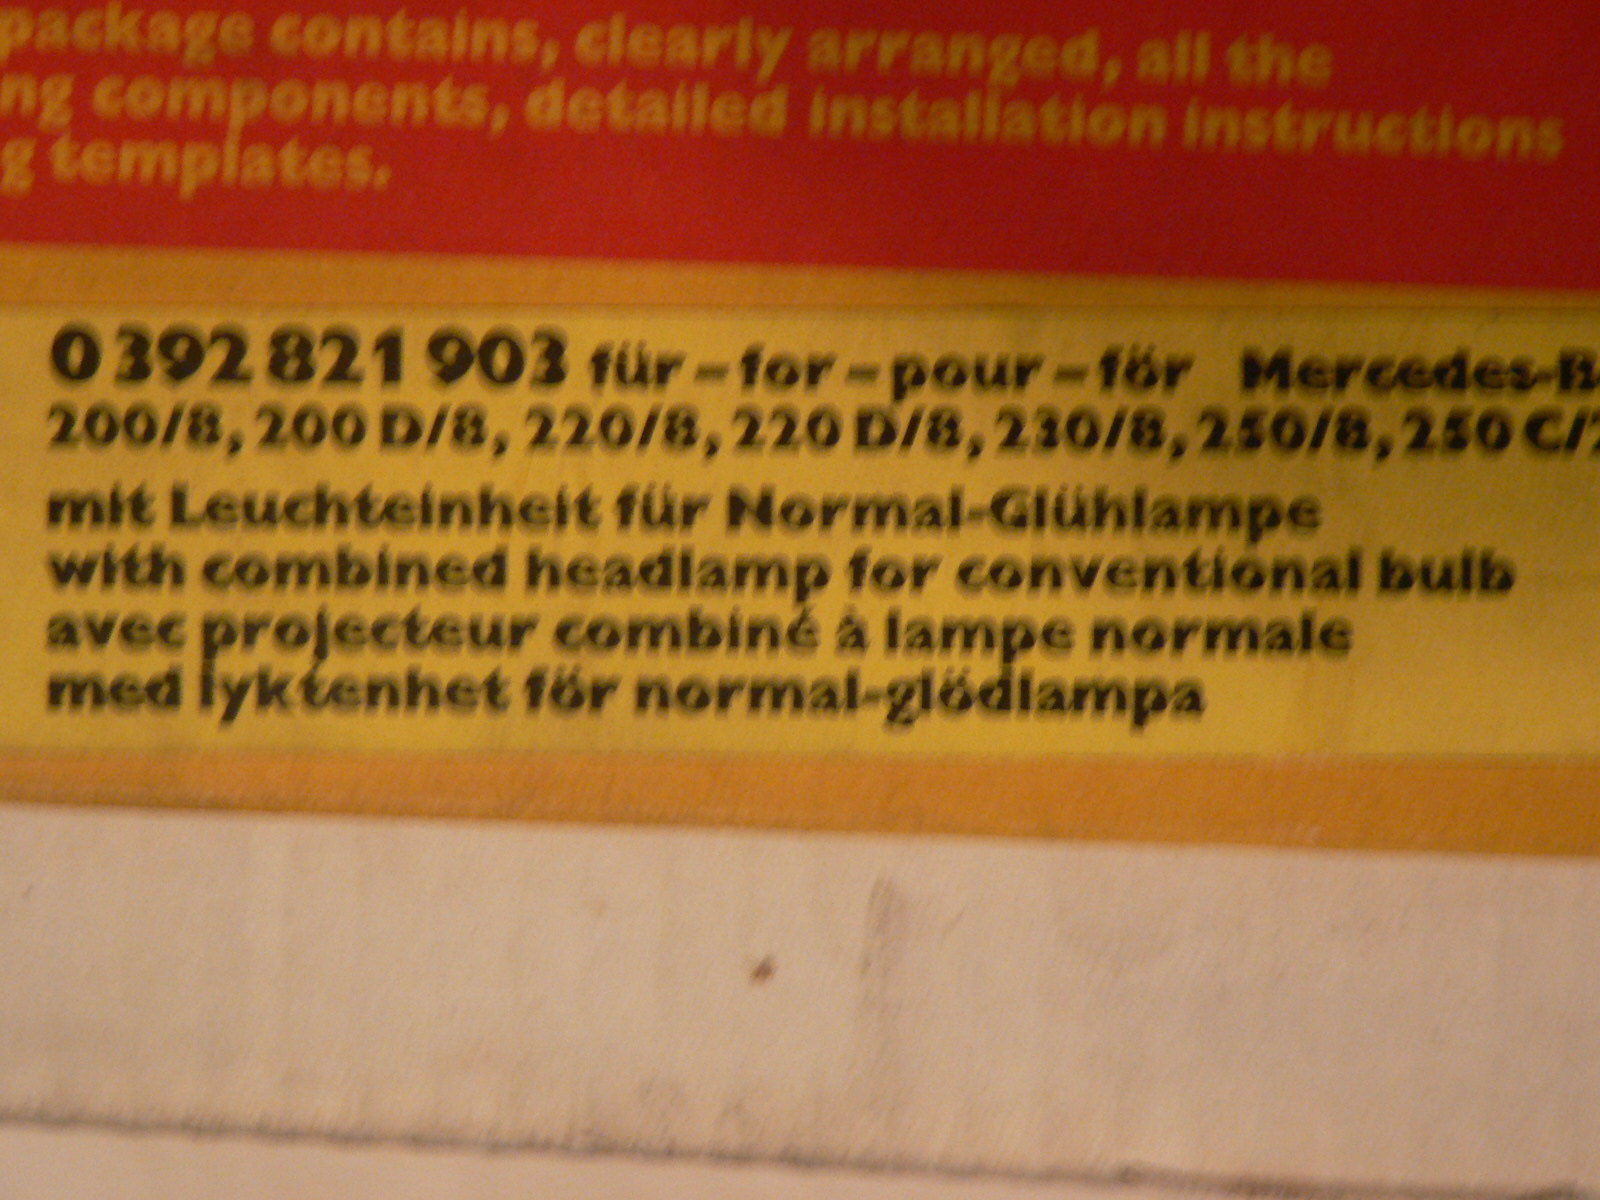 package contains, clearly arranged, all the
ng components, detailed installation instructions
g templates.
0 392 821 903 für – for – pour – för Mercedes-B
200/8, 200 D/8, 220/8, 220 D/8, 230/8, 250/8, 250 C/
mit Leuchteinheit für Normal-Glühlampe
with combined headlamp for conventional bulb
avec projecteur combiné à lampe normale
med lyktenhet för normal-glödlampa